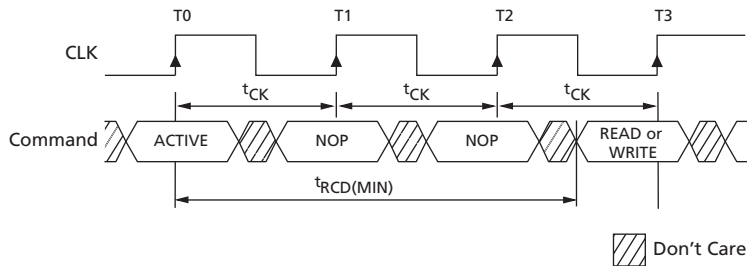 T0 T1 T2 T3
CLK
tCK tCK tCK
Command ACTIVE NOP NOP READ or
WRITE
tRCD(MIN)
Don't Care